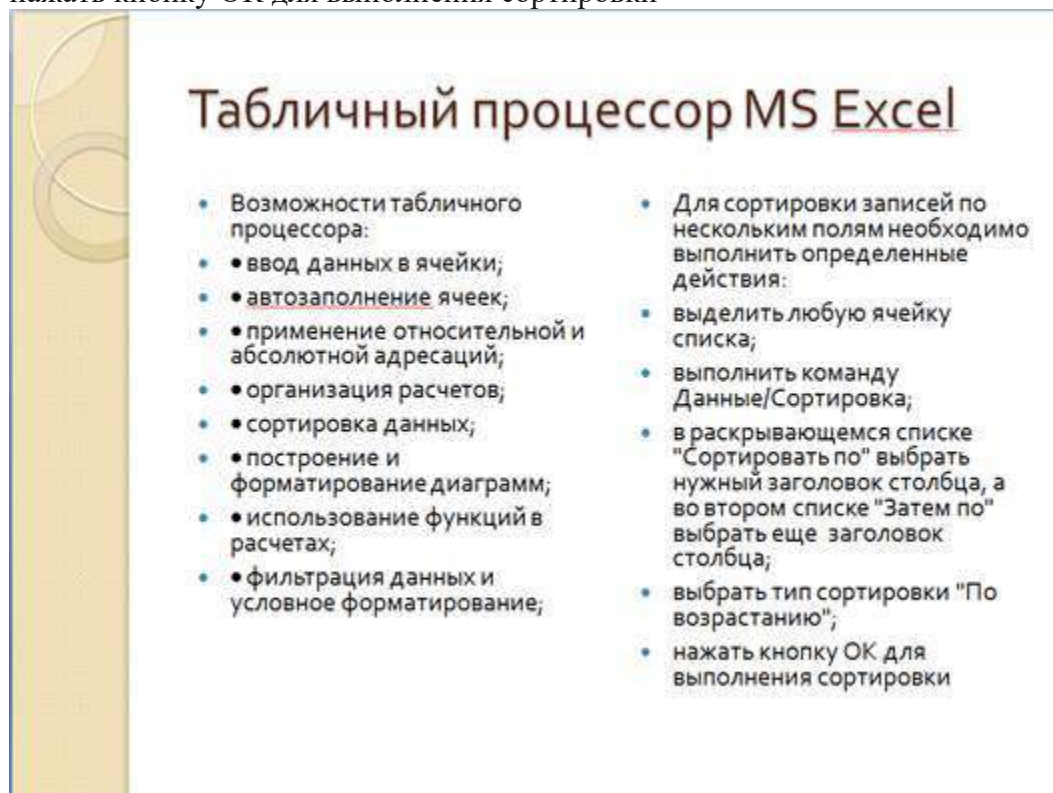 нажать кнопку ОК для выполнения сортировки
Табличный процессор MS Excel
• Возможности табличного
процессора:
• • ввод данных в ячейки;
• • автозаполнение ячеек;
• • применение относительной и
абсолютной адресаций;
• • организация расчетов;
• • сортировка данных;
• • построение и
форматирование диаграмм;
• • использование функций в
расчетах;
• • фильтрация данных и
условное форматирование;
• Для сортировки записей по
нескольким полям необходимо
выполнить определенные
действия:
• выделить любую ячейку
списка;
• выполнить команду
Данные/Сортировка;
• в раскрывающемся списке
"Сортировать по" выбрать
нужный заголовок столбца, а
во втором списке "Затем по"
выбрать еще заголовок
столбца;
• выбрать тип сортировки "По
возрастанию";
• нажать кнопку ОК для
выполнения сортировки